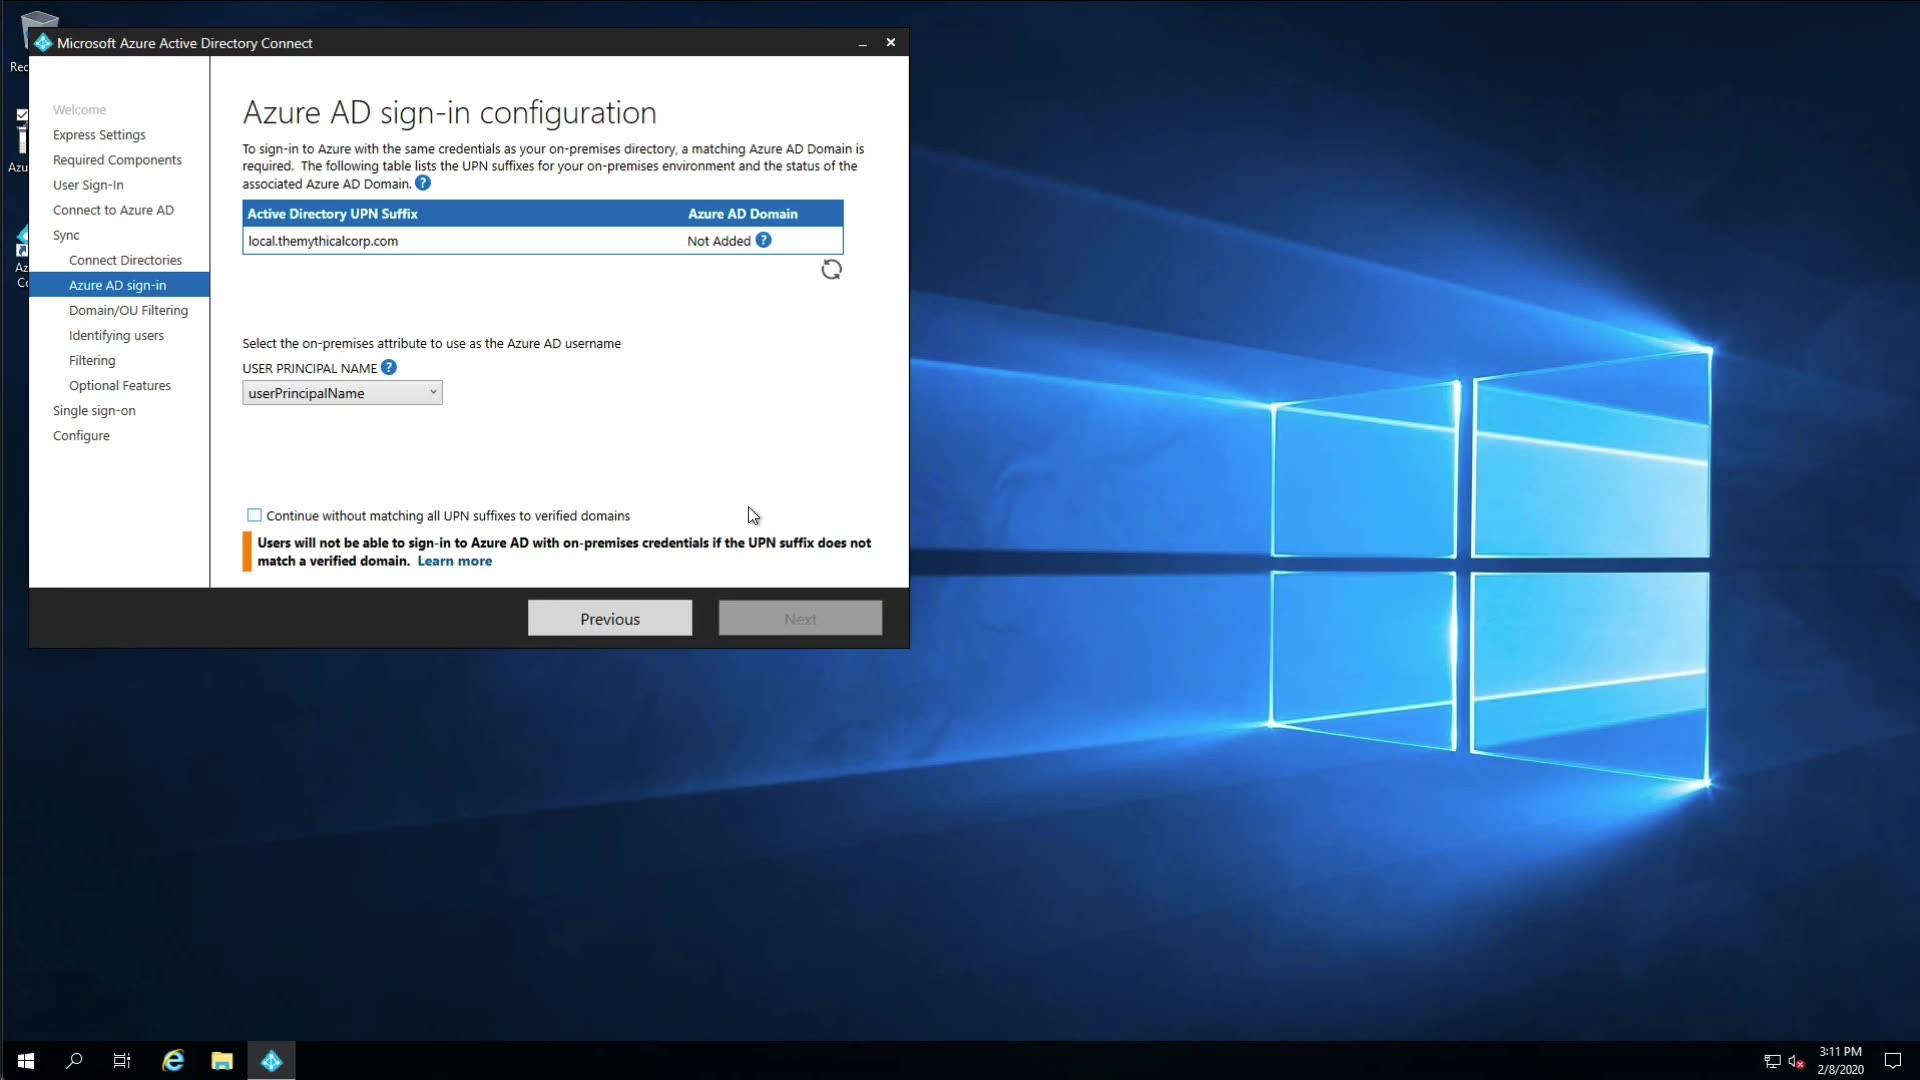 Microsoft Azure Active Directory Connect
Welcome
Express Settings
Required Components
User Sign-In
Connect to Azure AD
Sync
Connect Directories
Azure AD sign-in
Domain/OU Filtering
Identifying users
Filtering
Optional Features
Single sign-on
Configure
Azure AD sign-in configuration
To sign-in to Azure with the same credentials as your on-premises directory, a matching Azure AD Domain is
required. The following table lists the UPN suffixes for your on-premises environment and the status of the
associated Azure AD Domain. ?
Active Directory UPN Suffix Azure AD Domain
local.themythicalcorp.com Not Added ?
Select the on-premises attribute to use as the Azure AD username
USER PRINCIPAL NAME ?
userPrincipalName
Continue without matching all UPN suffixes to verified domains
Users will not be able to sign-in to Azure AD with on-premises credentials if the UPN suffix does not
match a verified domain. Learn more
Previous Next
3:11 PM
2/8/2020